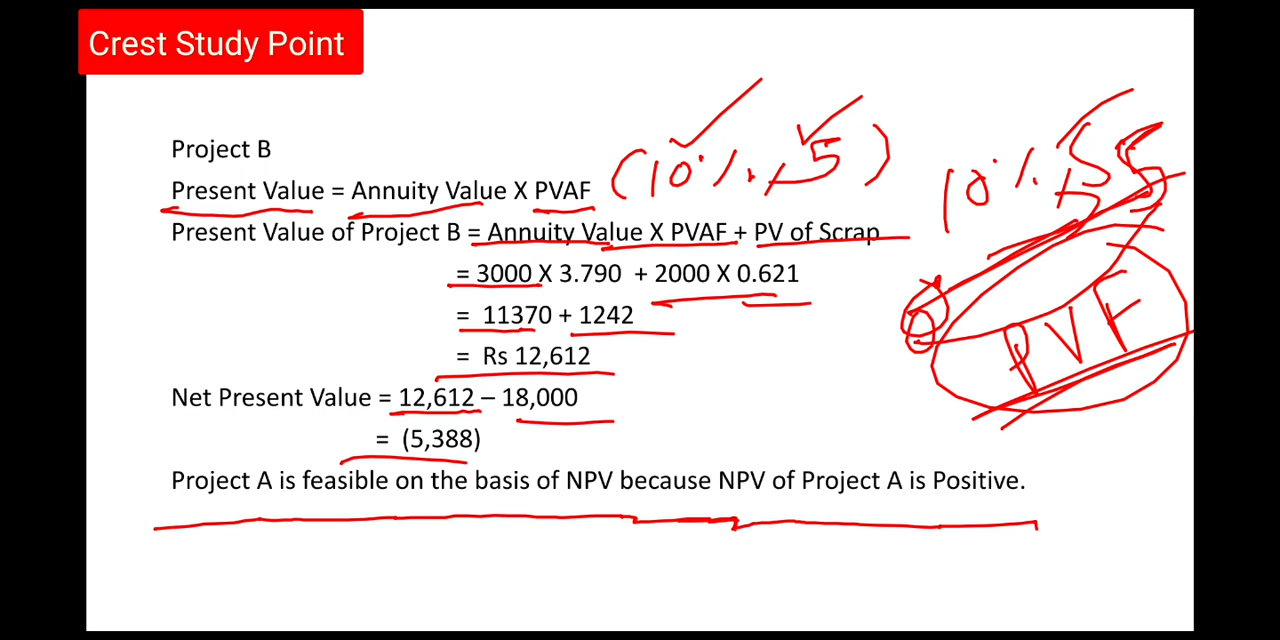 Crest Study Point
Project B
Present Value = Annuity Value X PVAF (10%, 5)
10%, 5 5
Present Value of Project B = Annuity Value X PVAF + PV of Scrap
= 3000 X 3.790 + 2000 X 0.621
= 11370 + 1242
PVF
= Rs 12,612
Net Present Value = 12,612 – 18,000
= (5,388)
Project A is feasible on the basis of NPV because NPV of Project A is Positive.